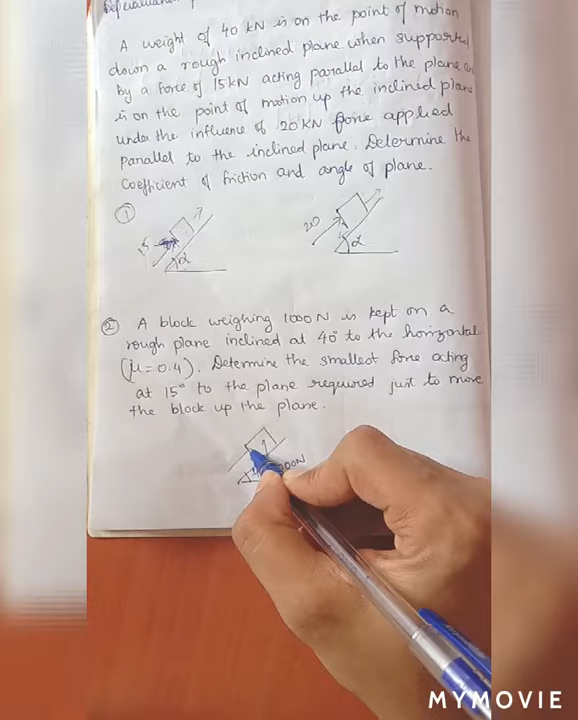 A weight of 40 kN is on the point of motion
down a rough inclined plane when supported
by a force of 15kN acting parallel to the plane
is on the point of motion up the inclined plane
under the influence of 20 kN force applied
parallel to the inclined plane. Determine the
coefficient of friction and angle of plane.
①
15
α
20
α
② A block weighing 1000 N is kept on a
rough plane inclined at 40° to the horizontal
(μ = 0.4). Determine the smallest force acting
at 15° to the plane required just to move
the block up the plane.
MYMOVIE